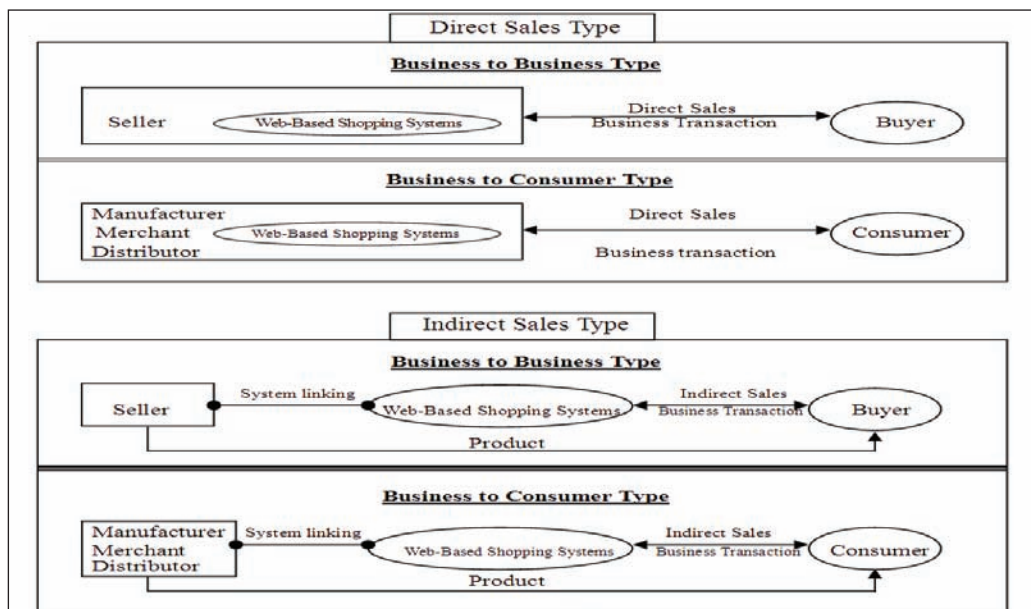 Direct Sales Type
Business to Business Type
Seller
Web-Based Shopping Systems
Direct Sales
Business Transaction
Buyer
Business to Consumer Type
Manufacturer
Merchant
Distributor
Web-Based Shopping Systems
Direct Sales
Business transaction
Consumer
Indirect Sales Type
Business to Business Type
Seller
System linking
Web-Based Shopping Systems
Indirect Sales
Business Transaction
Buyer
Product
Business to Consumer Type
Manufacturer
Merchant
Distributor
System linking
Web-Based Shopping Systems
Indirect Sales
Business Transaction
Consumer
Product